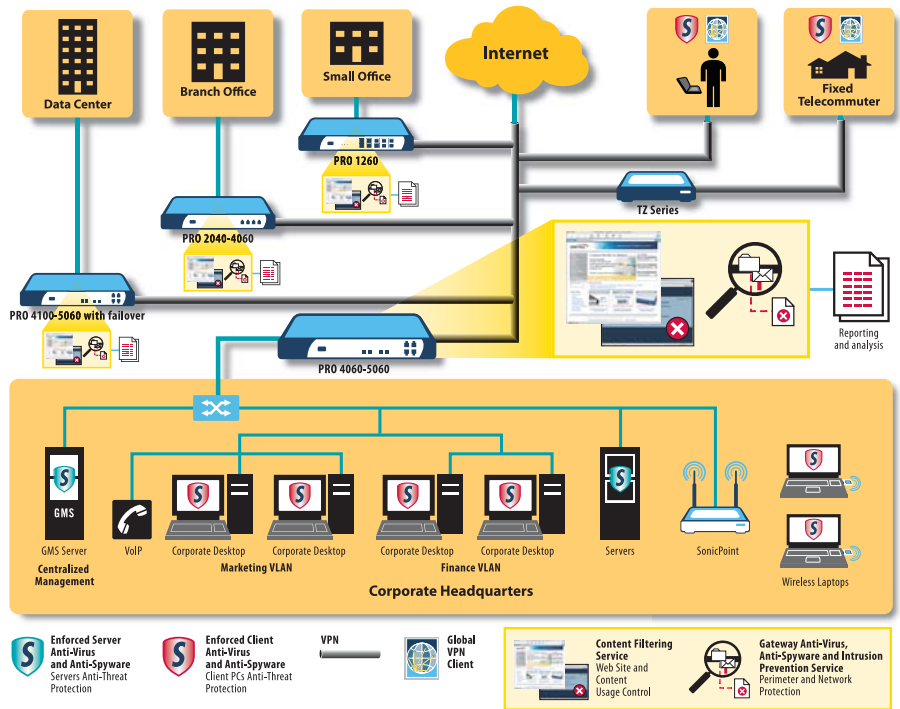 Data Center
Branch Office
Small Office
Internet
Fixed
Telecommuter
PRO 1260
TZ Series
PRO 2040-4060
PRO 4100-5060 with failover
PRO 4060-5060
Reporting
and analysis
S
S
S
GMS
GMS Server
Centralized
Management
VoIP
S
Corporate Desktop
S
Corporate Desktop
Marketing VLAN
S
Corporate Desktop
S
Corporate Desktop
Finance VLAN
S
Servers
SonicPoint
S
S
Wireless Laptops
Corporate Headquarters
S
Enforced Server
Anti-Virus
and Anti-Spyware
Servers Anti-Threat
Protection
S
Enforced Client
Anti-Virus
and Anti-Spyware
Client PCs Anti-Threat
Protection
VPN
Global
VPN
Client
Content Filtering
Service
Web Site and
Content
Usage Control
Gateway Anti-Virus,
Anti-Spyware and Intrusion
Prevention Service
Perimeter and Network
Protection